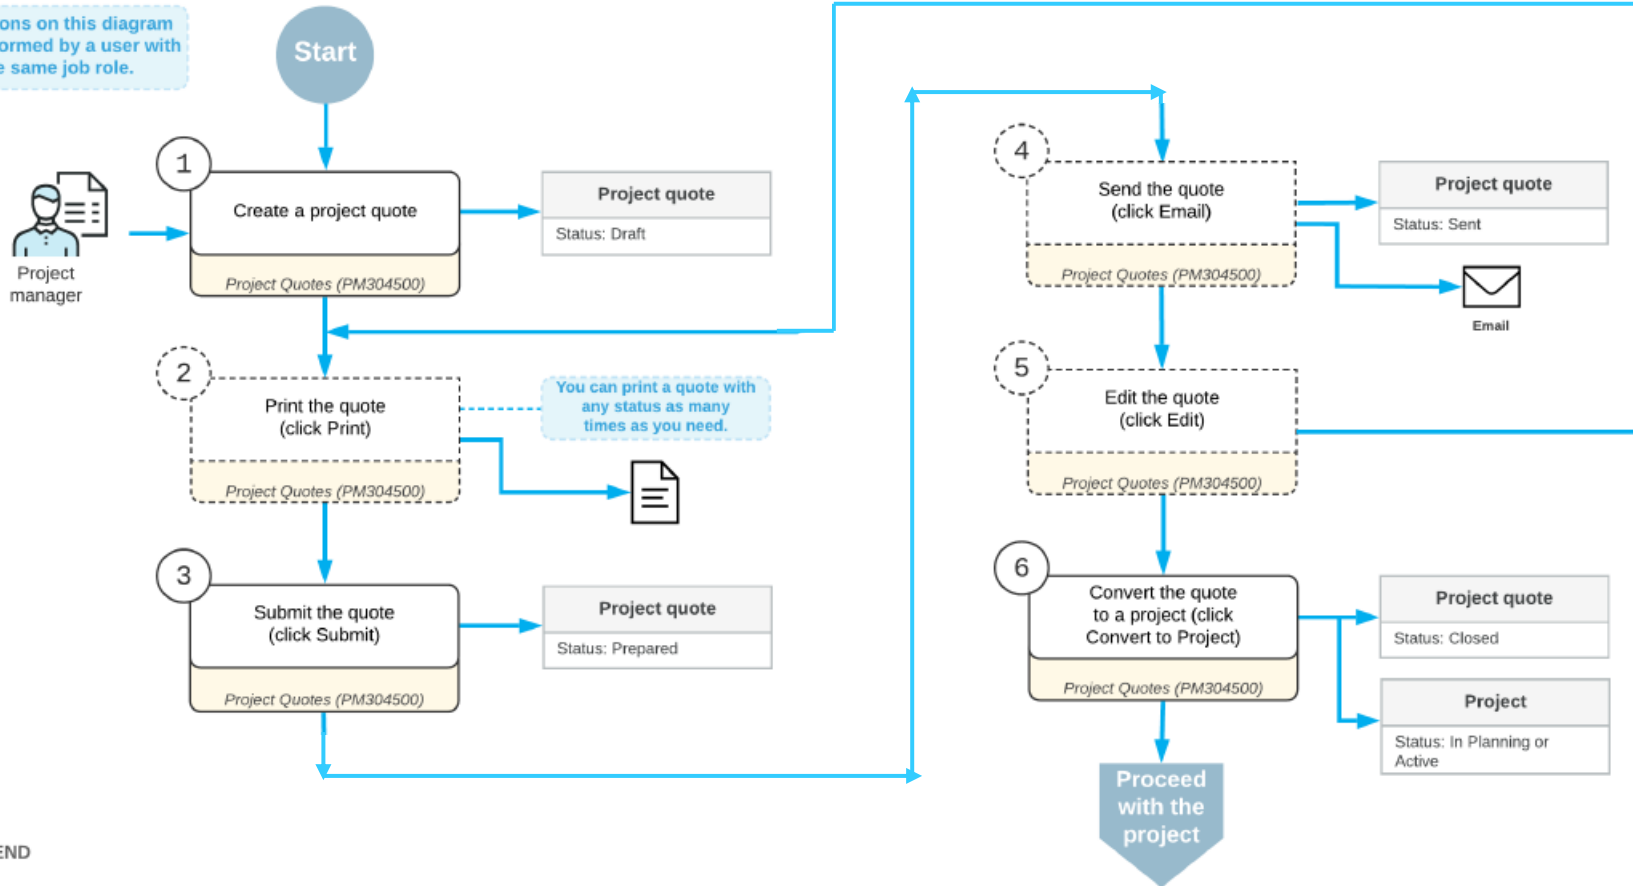 ons on this diagram
ormed by a user with
e same job role.
Start
1
Create a project quote
Project Quotes (PM304500)
Project quote
Status: Draft
Project
manager
2
Print the quote
(click Print)
Project Quotes (PM304500)
You can print a quote with
any status as many
times as you need.
3
Submit the quote
(click Submit)
Project Quotes (PM304500)
Project quote
Status: Prepared
4
Send the quote
(click Email)
Project Quotes (PM304500)
Project quote
Status: Sent
Email
5
Edit the quote
(click Edit)
Project Quotes (PM304500)
6
Convert the quote
to a project (click
Convert to Project)
Project Quotes (PM304500)
Project quote
Status: Closed
Project
Status: In Planning or
Active
Proceed
with the
project
END